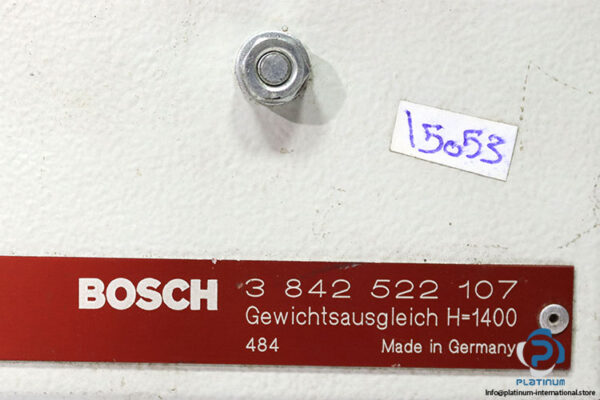 15053
BOSCH 3 842 522 107
Gewichtsausgleich H=1400
484 Made in Germany
PLATINUM
Info@platinum-international.store